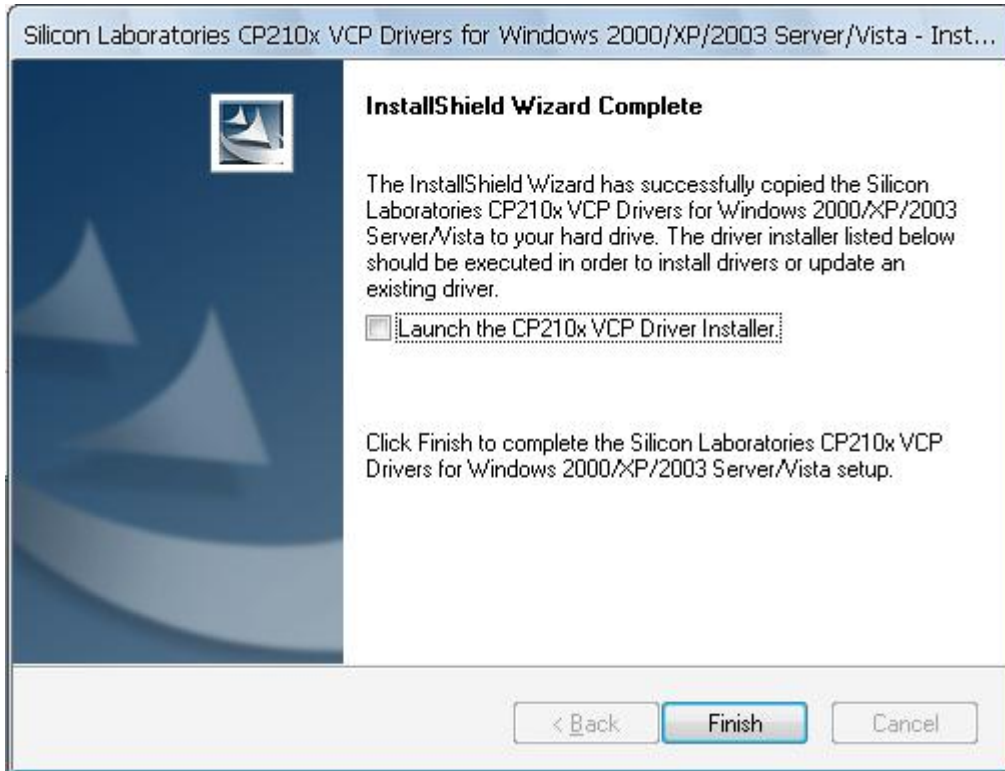 Silicon Laboratories CP210x VCP Drivers for Windows 2000/XP/2003 Server/Vista - Inst...
InstallShield Wizard Complete
The InstallShield Wizard has successfully copied the Silicon
Laboratories CP210x VCP Drivers for Windows 2000/XP/2003
Server/Vista to your hard drive. The driver installer listed below
should be executed in order to install drivers or update an
existing driver.
Launch the CP210x VCP Driver Installer.
Click Finish to complete the Silicon Laboratories CP210x VCP
Drivers for Windows 2000/XP/2003 Server/Vista setup.
< Back Finish Cancel